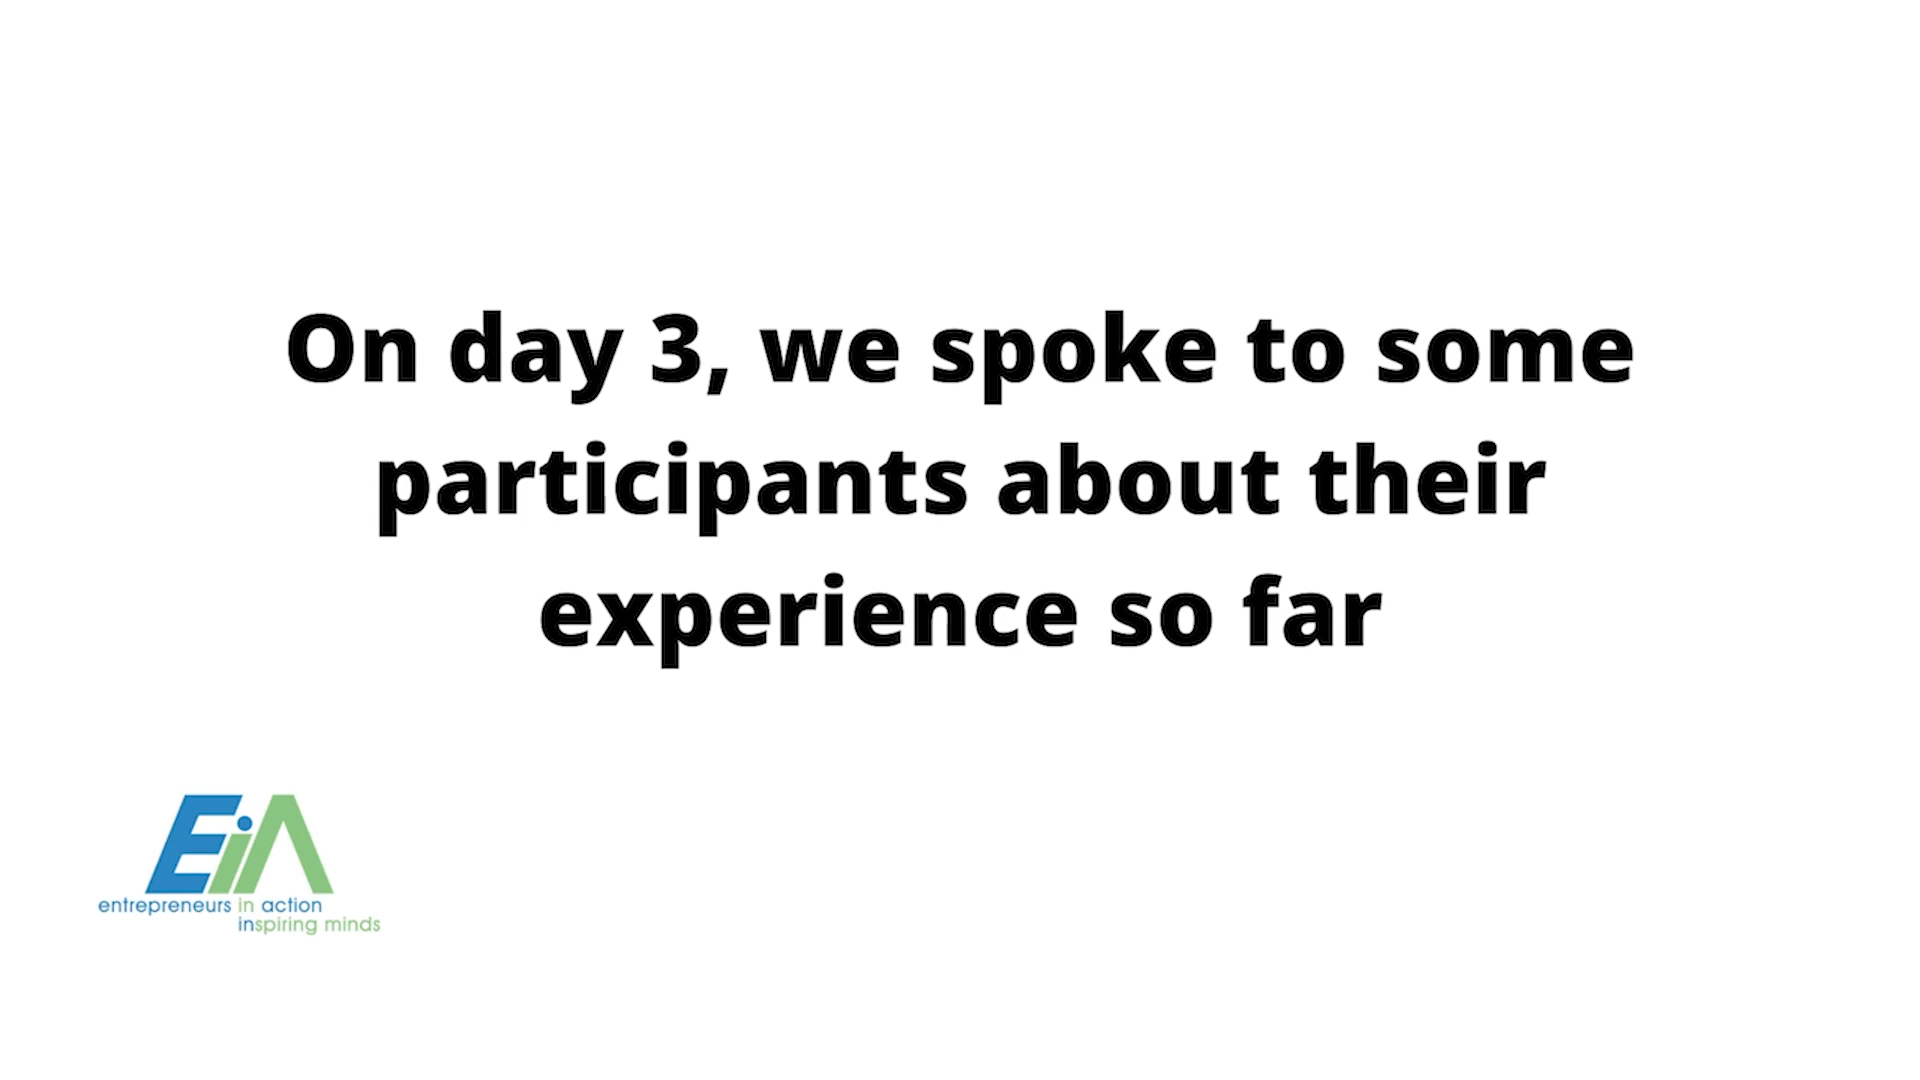 On day 3, we spoke to some
participants about their
experience so far
EiA
entrepreneurs in action
inspiring minds